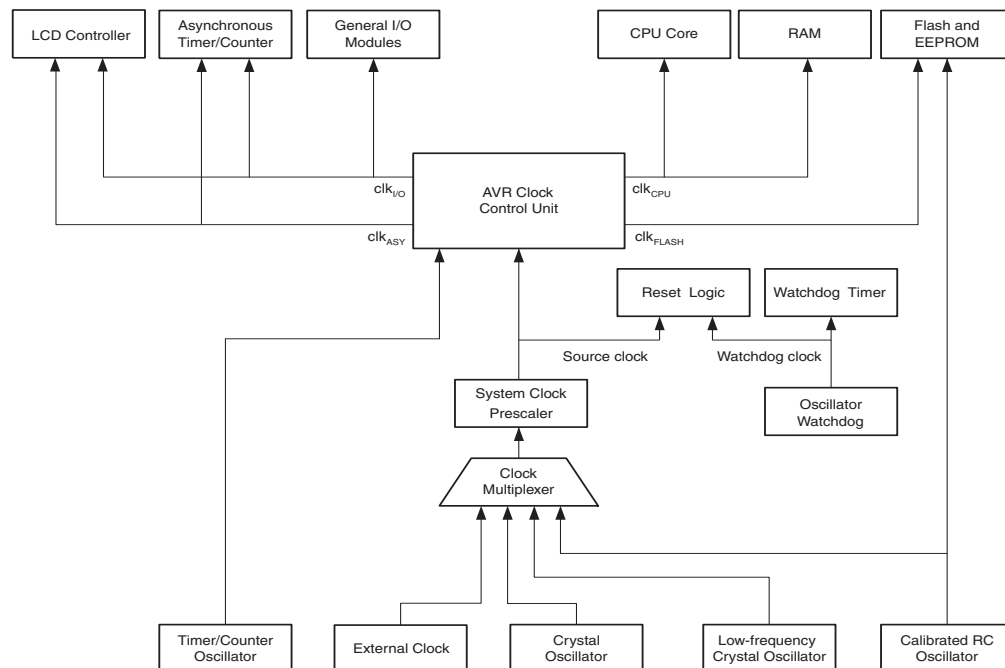 LCD Controller
Asynchronous
Timer/Counter
General I/O
Modules
CPU Core
RAM
Flash and
EEPROM
clkI/O
AVR Clock
Control Unit
clkCPU
clkASY
clkFLASH
Reset Logic
Watchdog Timer
Source clock
Watchdog clock
System Clock
Prescaler
Oscillator
Watchdog
Clock
Multiplexer
Timer/Counter
Oscillator
External Clock
Crystal
Oscillator
Low-frequency
Crystal Oscillator
Calibrated RC
Oscillator